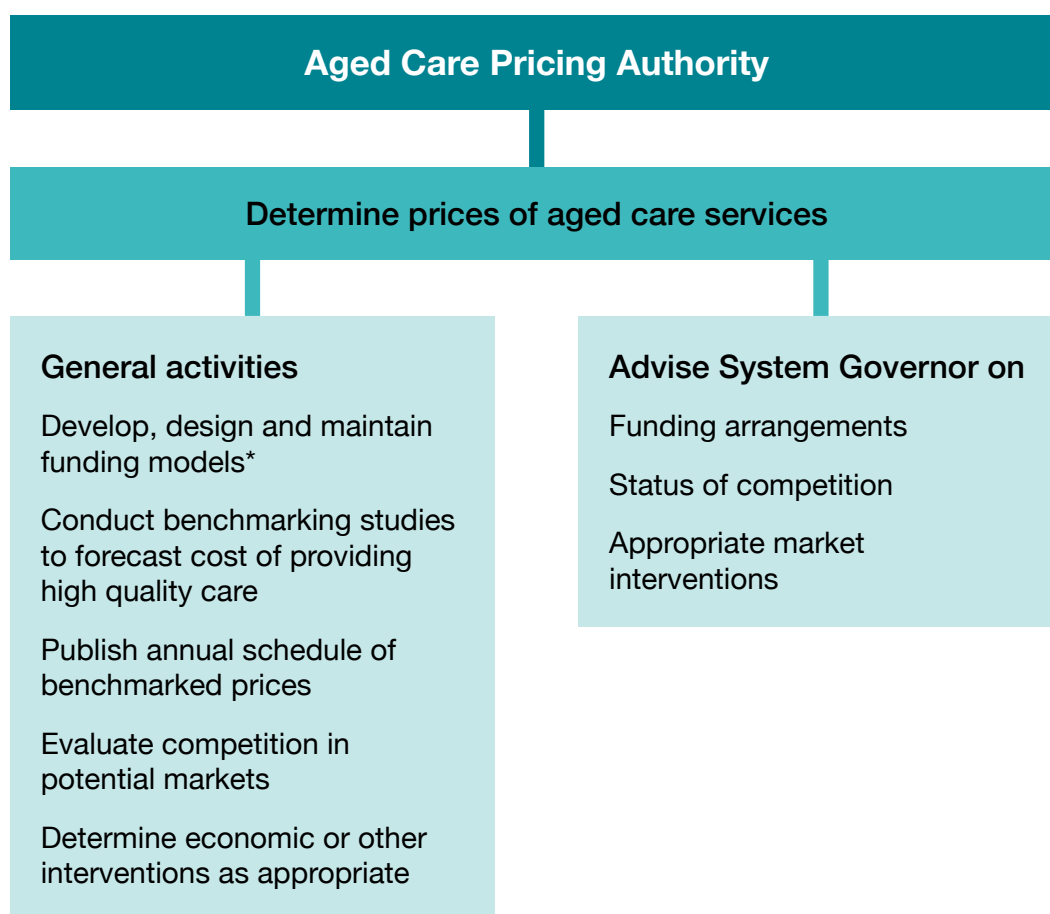 Aged Care Pricing Authority
Determine prices of aged care services
General activities
Develop, design and maintain
funding models*
Conduct benchmarking studies
to forecast cost of providing
high quality care
Publish annual schedule of
benchmarked prices
Evaluate competition in
potential markets
Determine economic or other
interventions as appropriate
Advise System Governor on
Funding arrangements
Status of competition
Appropriate market
interventions